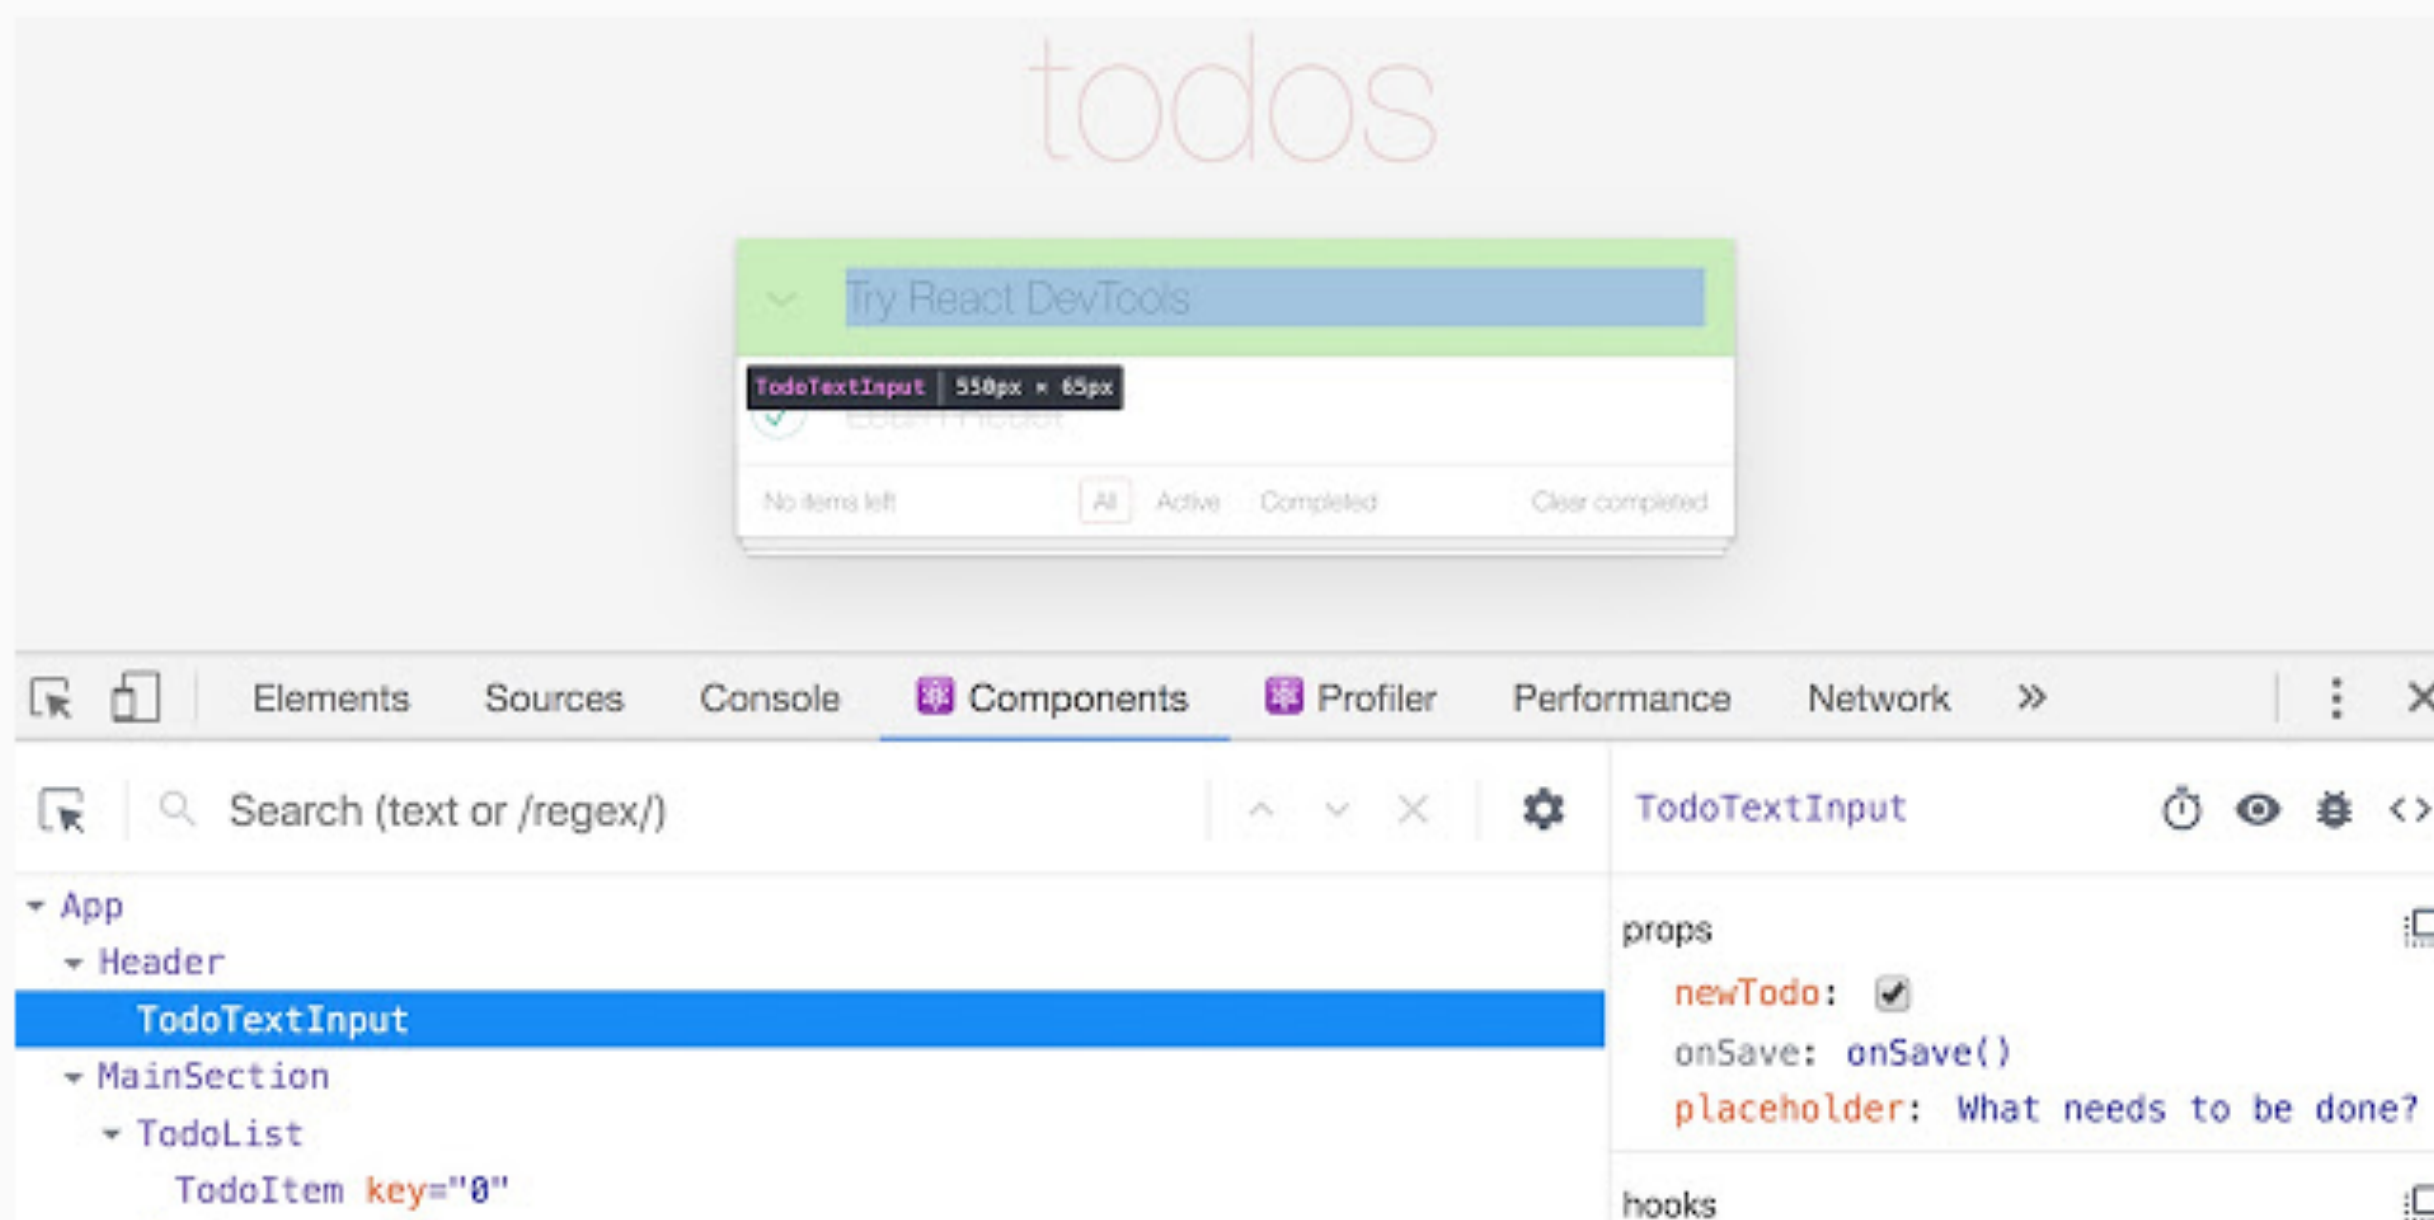 todos
Try React DevTools
TodoTextInput | 550px × 65px
No items left All Active Completed Clear completed
Elements Sources Console Components Profiler Performance Network »
Search (text or /regex/)
TodoTextInput
App
Header
TodoTextInput
MainSection
TodoList
TodoItem key="0"
props
newTodo:
onSave: onSave()
placeholder: What needs to be done?
hooks